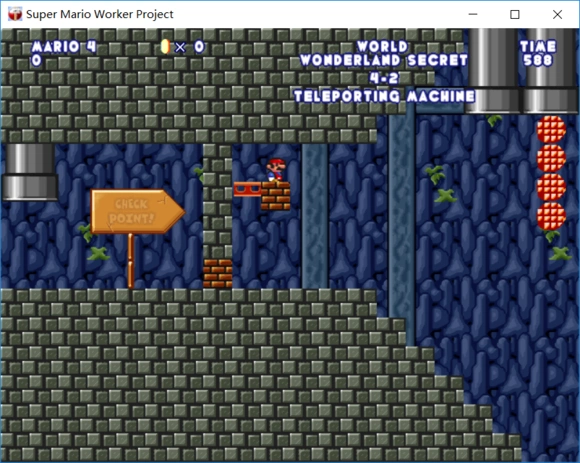 Super Mario Worker Project
MARIO 4
× 0
WORLD
TIME
0
WONDERLAND SECRET
588
4-2
TELEPORTING MACHINE
CHECK
POINT!